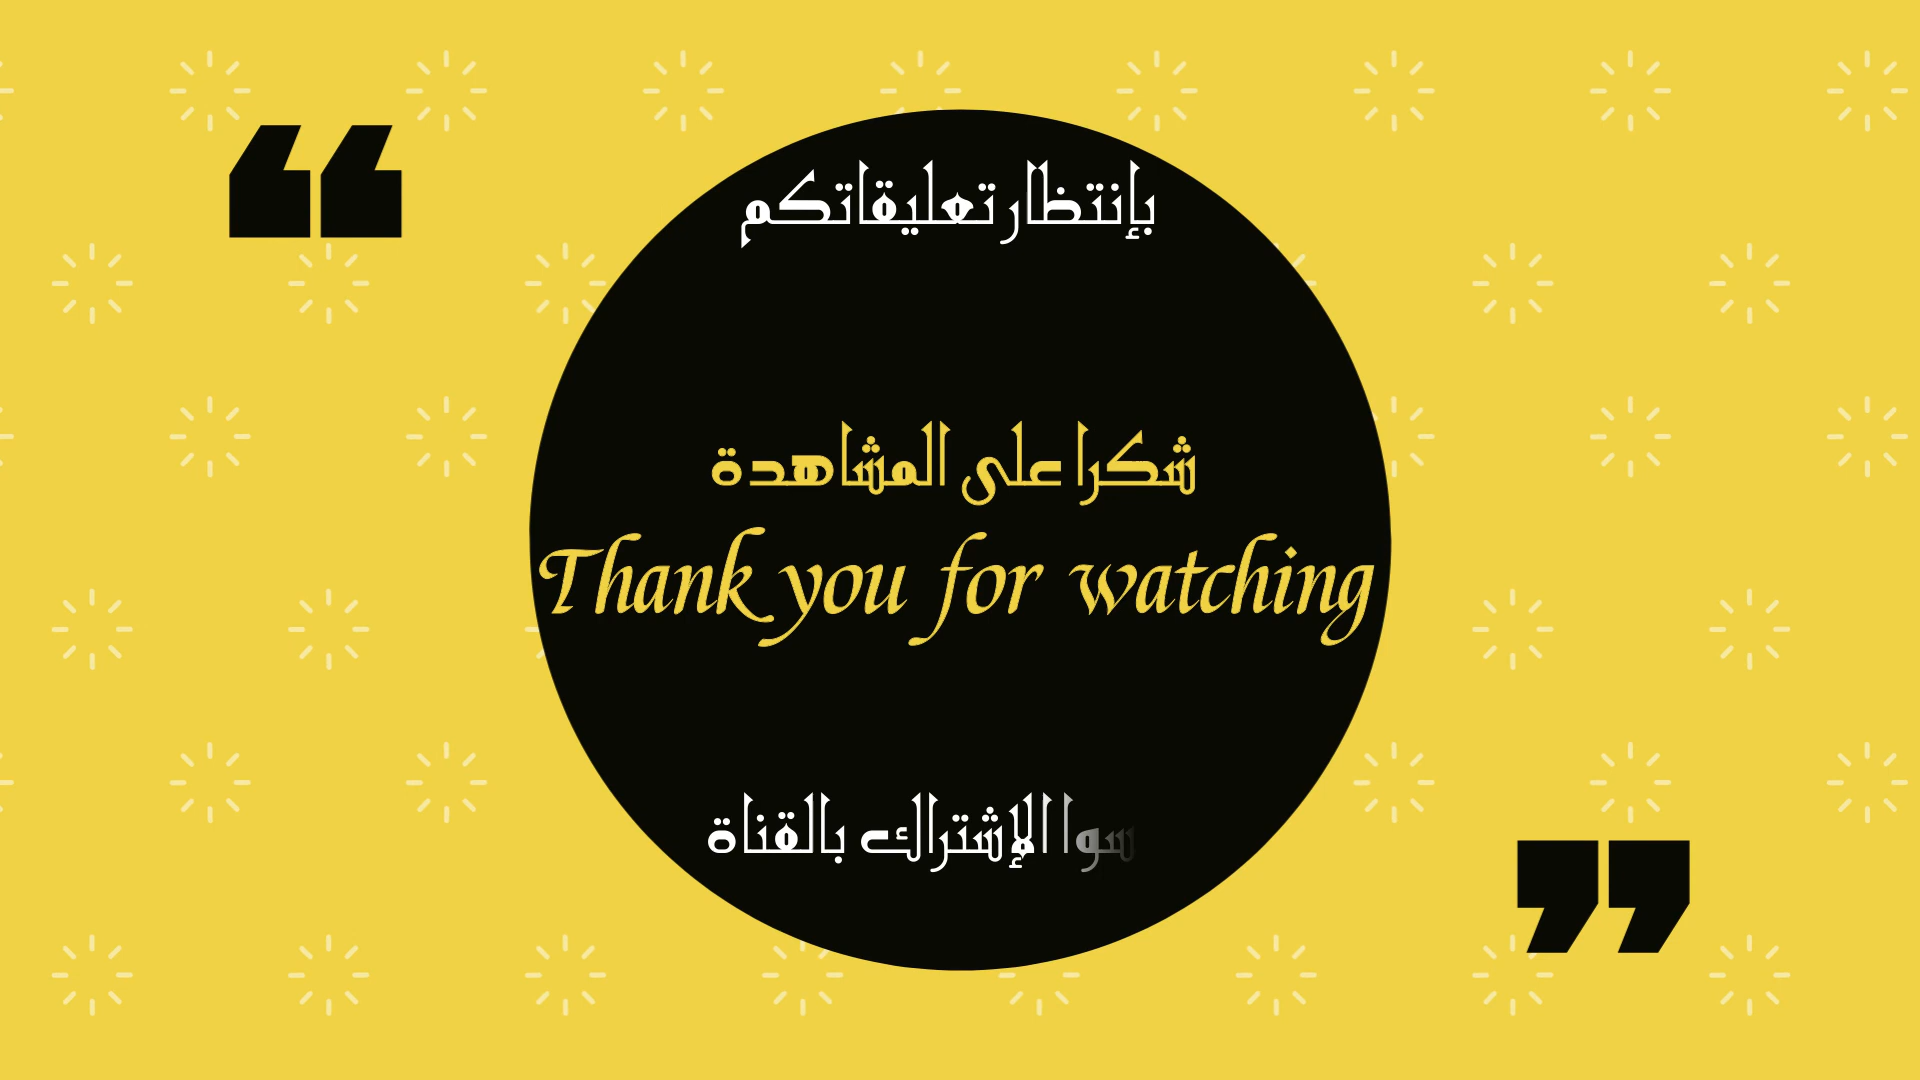 بإنتظار تعليقاتكم
شكرا على المشاهدة
Thank you for watching
الإشتراك بالقناة